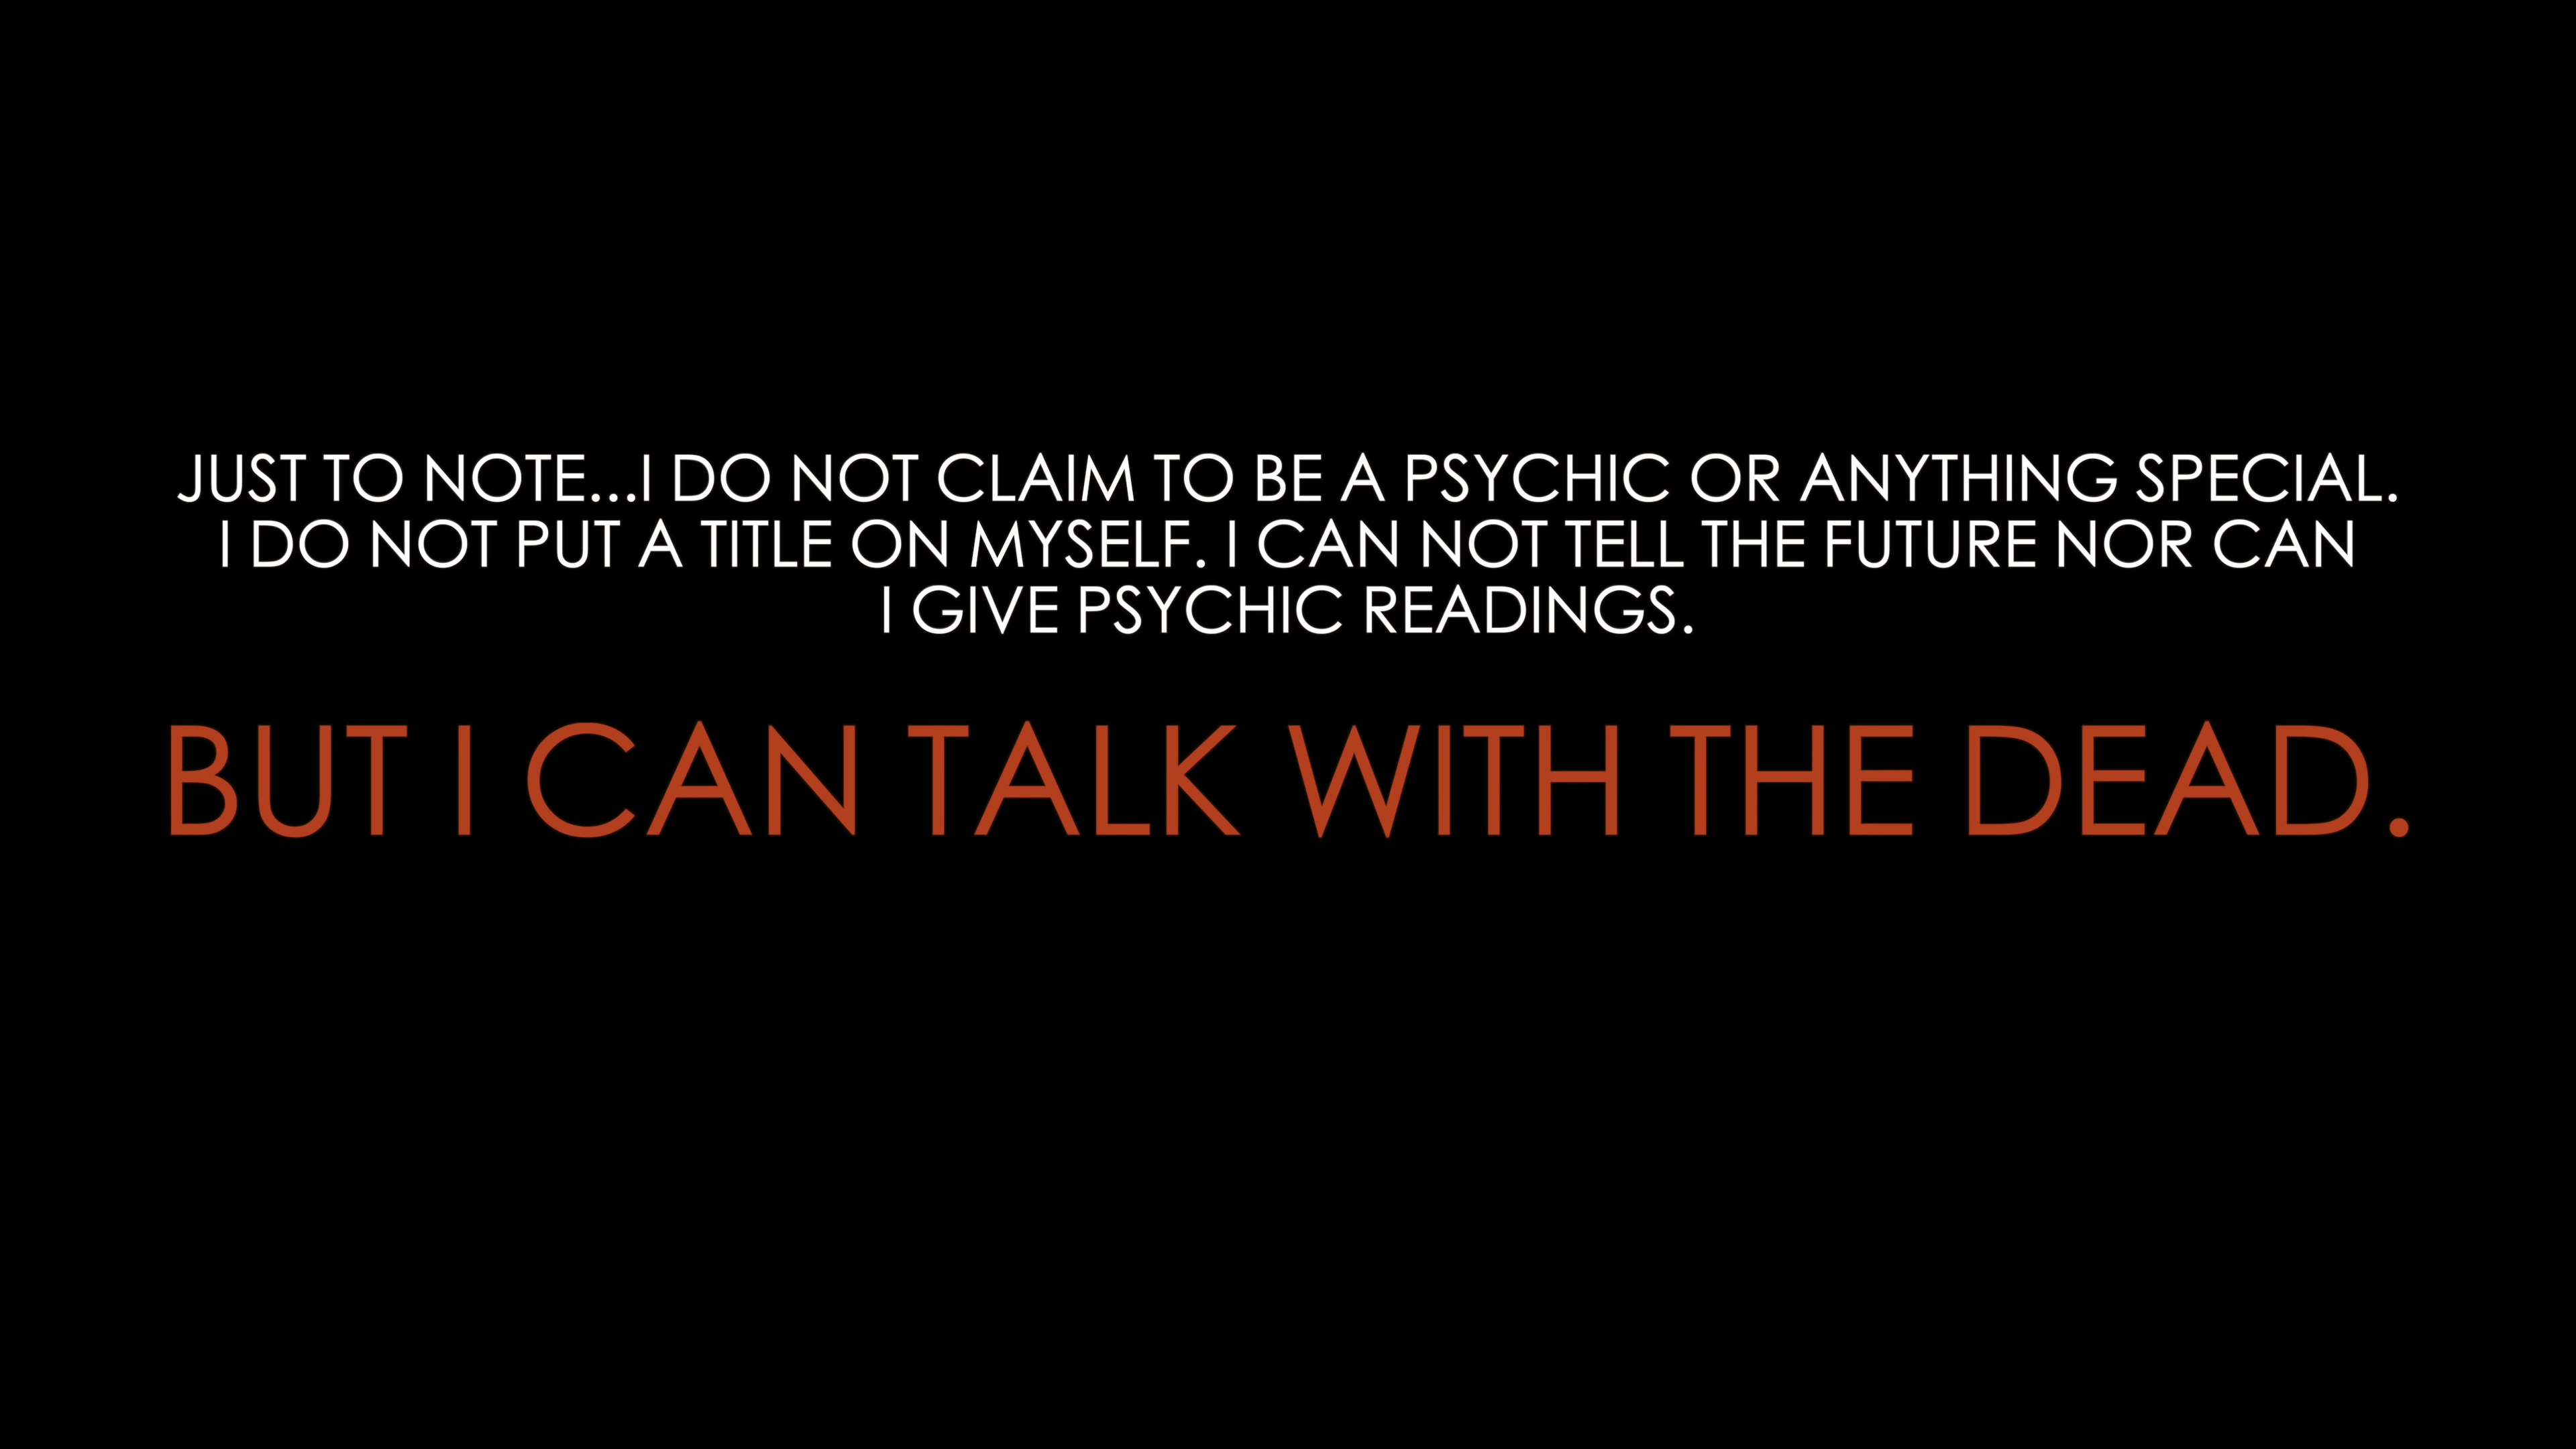 JUST TO NOTE...I DO NOT CLAIM TO BE A PSYCHIC OR ANYTHING SPECIAL.
I DO NOT PUT A TITLE ON MYSELF. I CAN NOT TELL THE FUTURE NOR CAN
I GIVE PSYCHIC READINGS.
BUT I CAN TALK WITH THE DEAD.